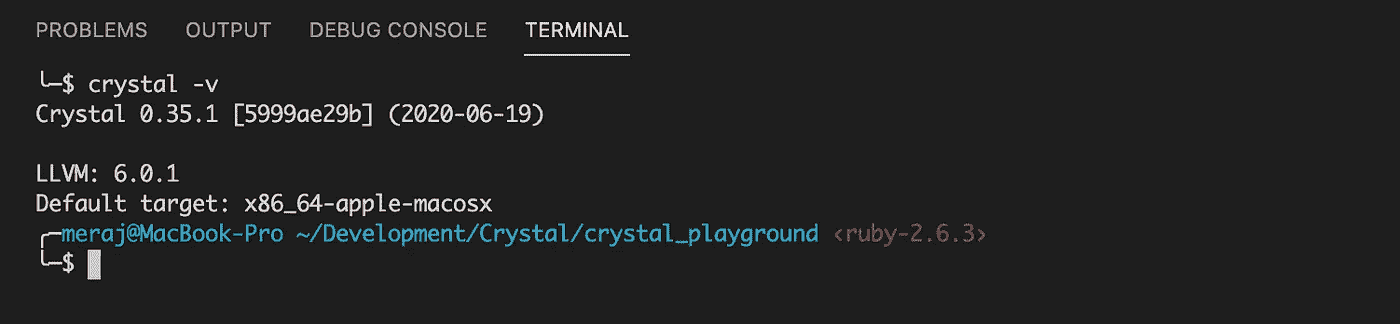 PROBLEMS OUTPUT DEBUG CONSOLE TERMINAL
╰─$ crystal -v
Crystal 0.35.1 [5999ae29b] (2020-06-19)
LLVM: 6.0.1
Default target: x86_64-apple-macosx
╭─meraj@MacBook-Pro ~/Development/Crystal/crystal_playground ‹ruby-2.6.3›
╰─$